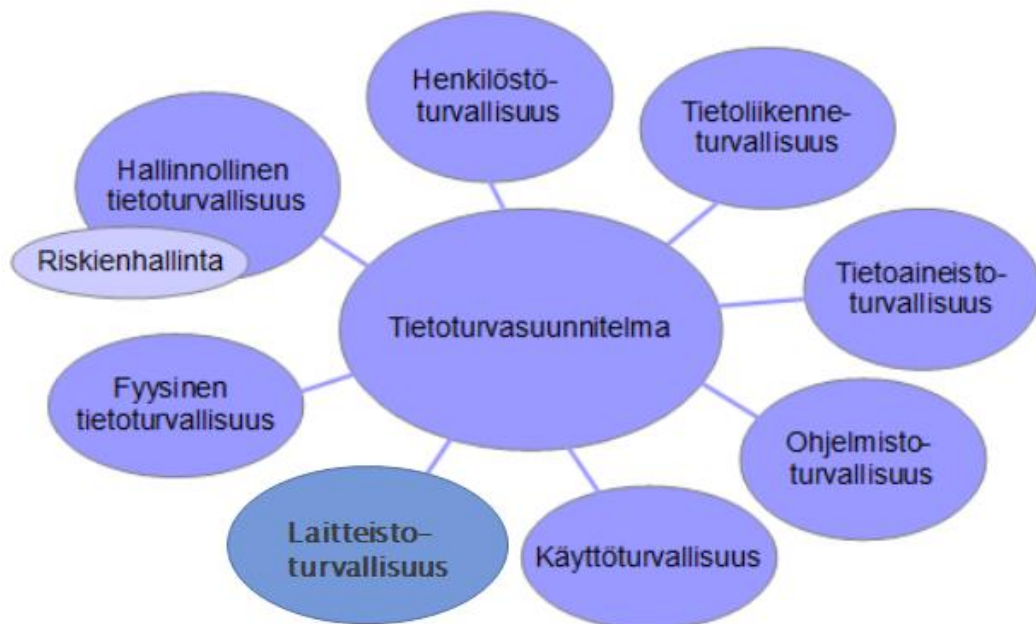 Henkilöstö-
turvallisuus
Tietoliikenne-
turvallisuus
Hallinnollinen
tietoturvallisuus
Riskienhallinta
Tietoaineisto-
turvallisuus
Tietoturvasuunnitelma
Fyysinen
tietoturvallisuus
Ohjelmisto-
turvallisuus
Laitteisto-
turvallisuus
Käyttöturvallisuus